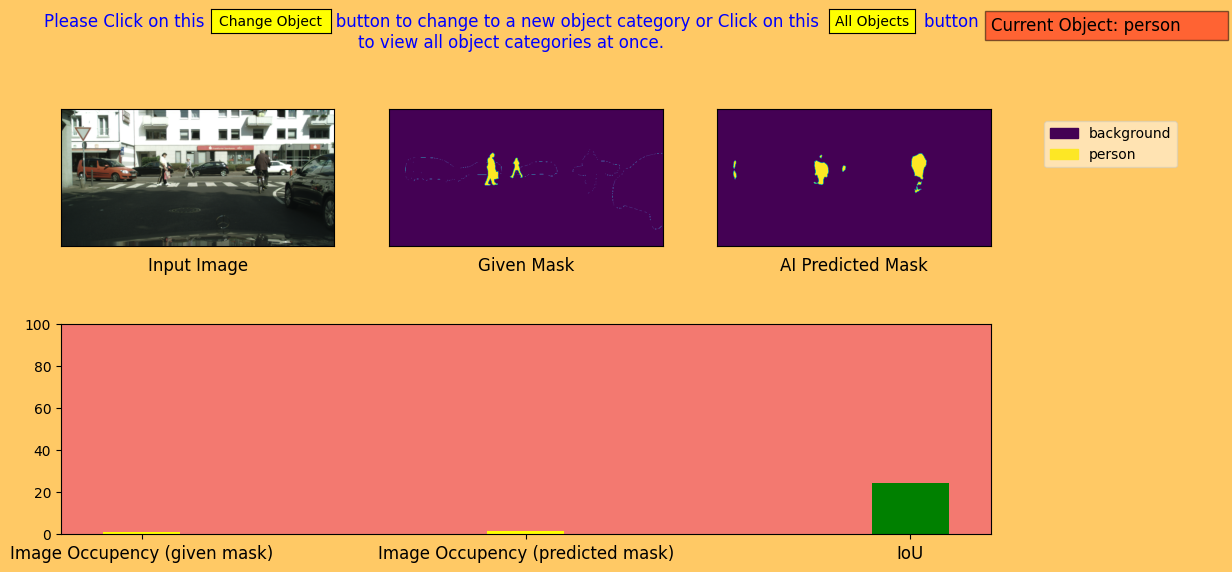 Please Click on this Change Object button to change to a new object category or Click on this All Objects button
to view all object categories at once.
Current Object: person
background
person
Input Image
Given Mask
AI Predicted Mask
100
80
60
40
20
0
Image Occupancy (given mask)
Image Occupancy (predicted mask)
IoU